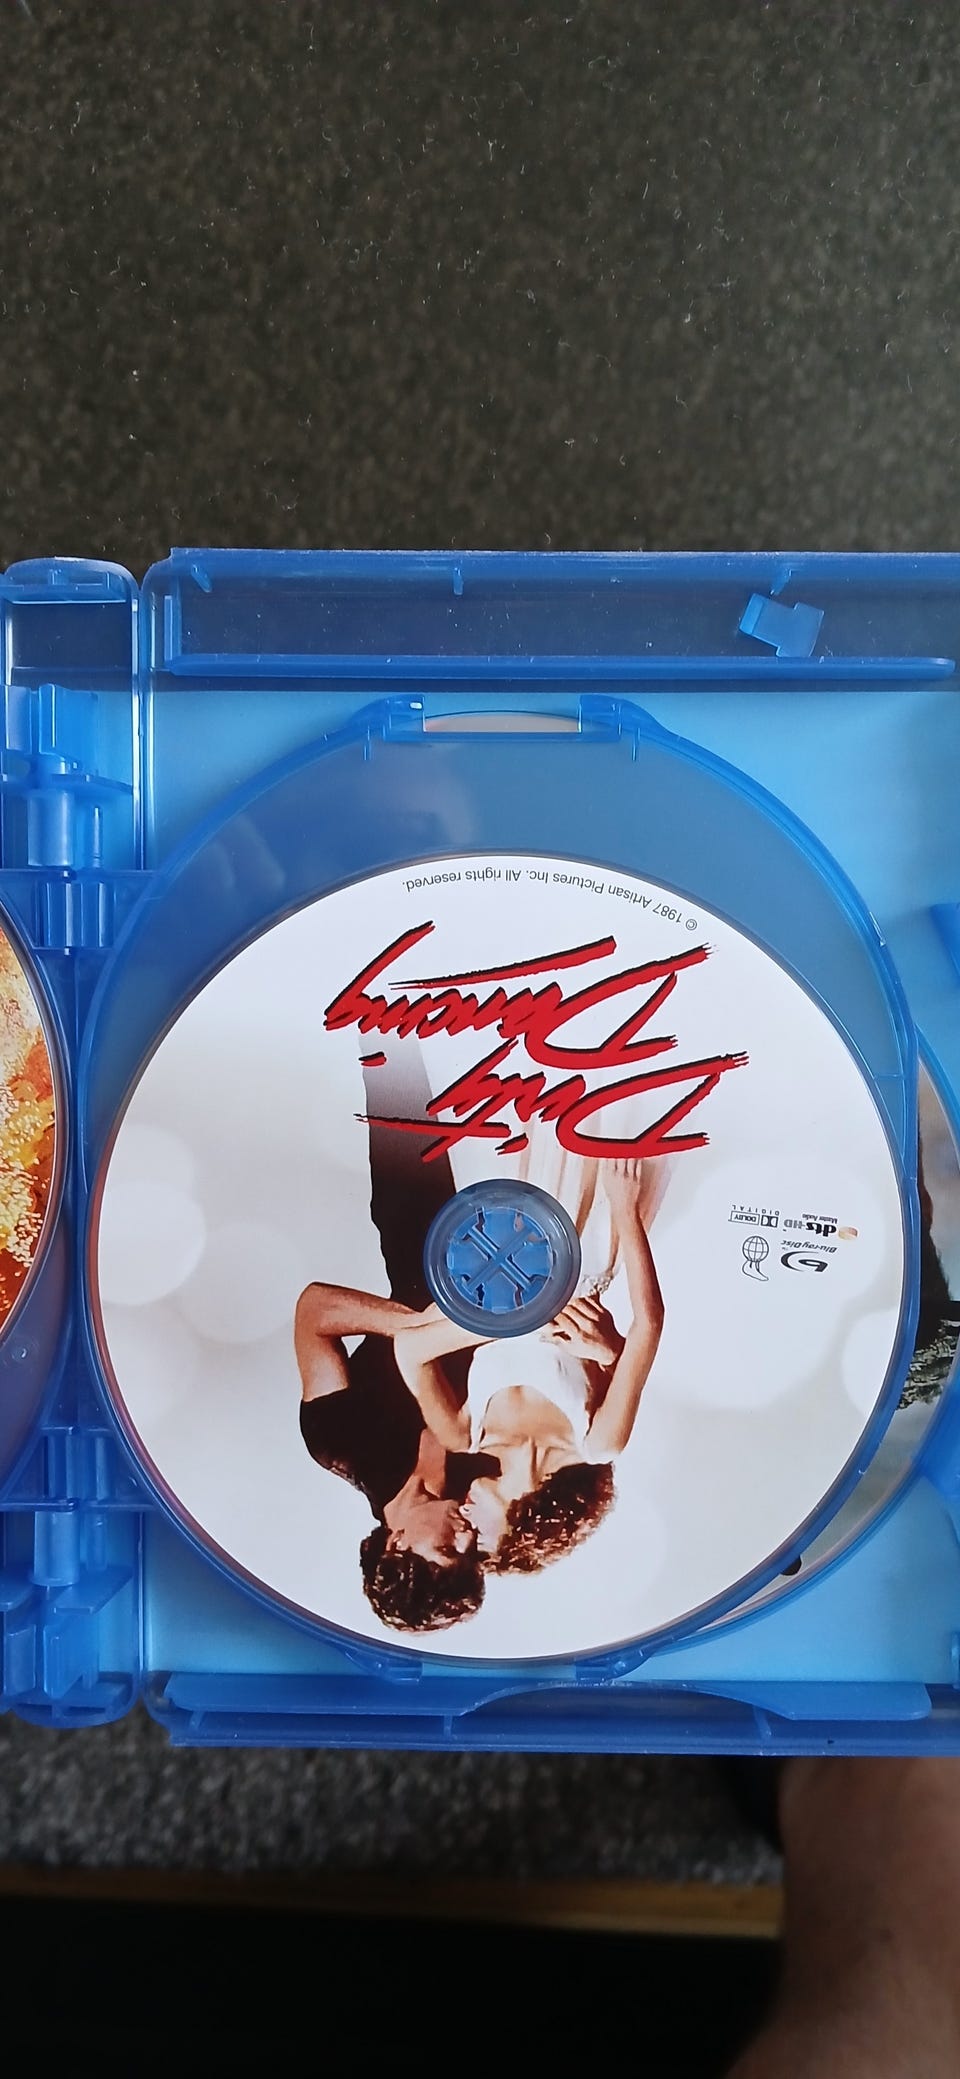 Dirty
Dancing
Blu-ray Disc
dts-HD
Master Audio
DOLBY
DIGITAL
© 1987 Artisan Pictures Inc. All rights reserved.